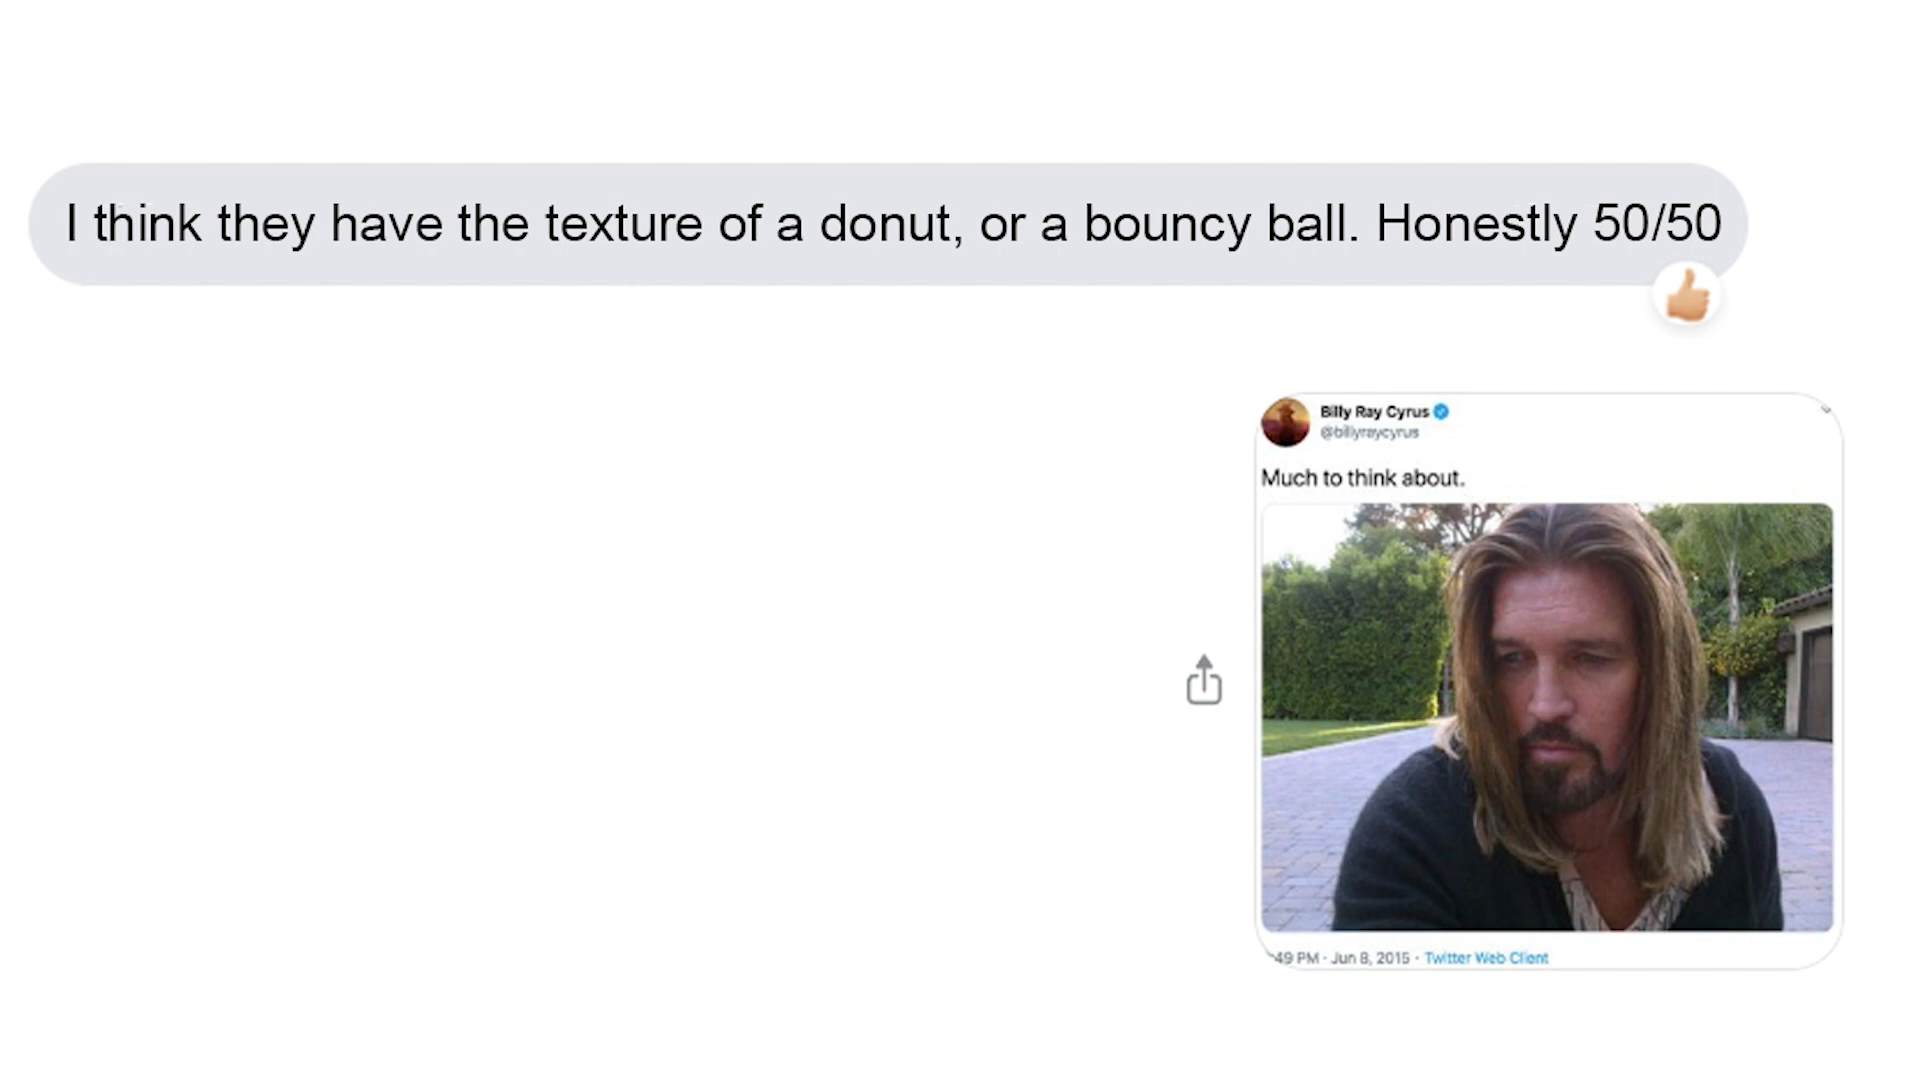 I think they have the texture of a donut, or a bouncy ball. Honestly 50/50
Billy Ray Cyrus
@billyraycyrus
Much to think about.
:49 PM · Jun 8, 2015 · Twitter Web Client